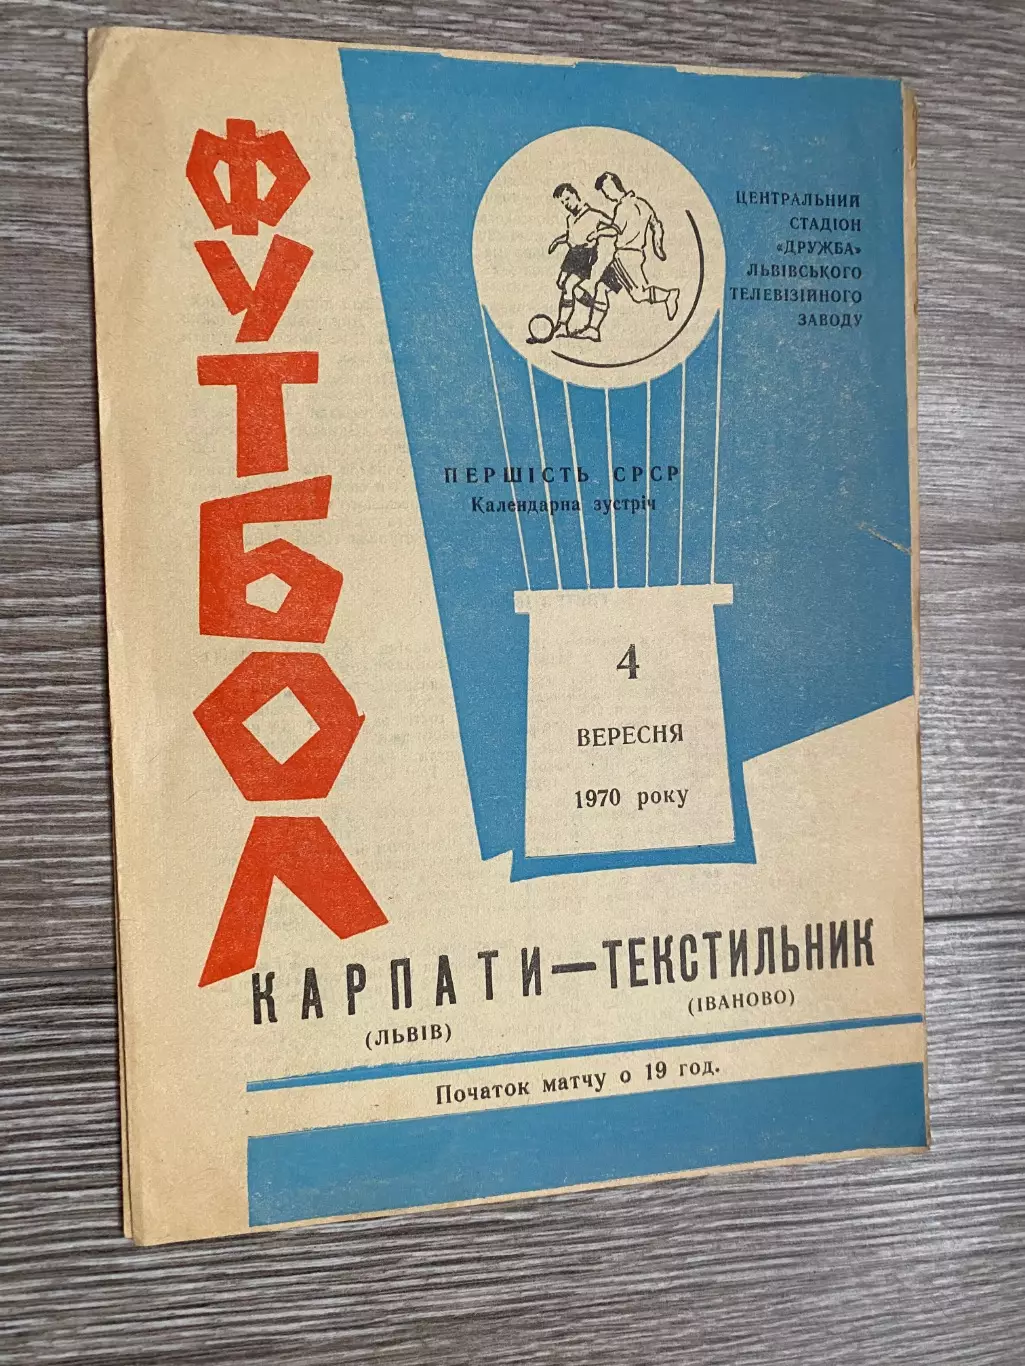 ФУТБОЛ
ЦЕНТРАЛЬНИЙ
СТАДІОН
«ДРУЖБА»
ЛЬВІВСЬКОГО
ТЕЛЕВІЗІЙНОГО
ЗАВОДУ
ПЕРШІСТЬ СРСР
Календарна зустріч
4
ВЕРЕСНЯ
1970 року
КАРПАТИ—ТЕКСТИЛЬНИК
(ЛЬВІВ)
(ІВАНОВО)
Початок матчу о 19 год.